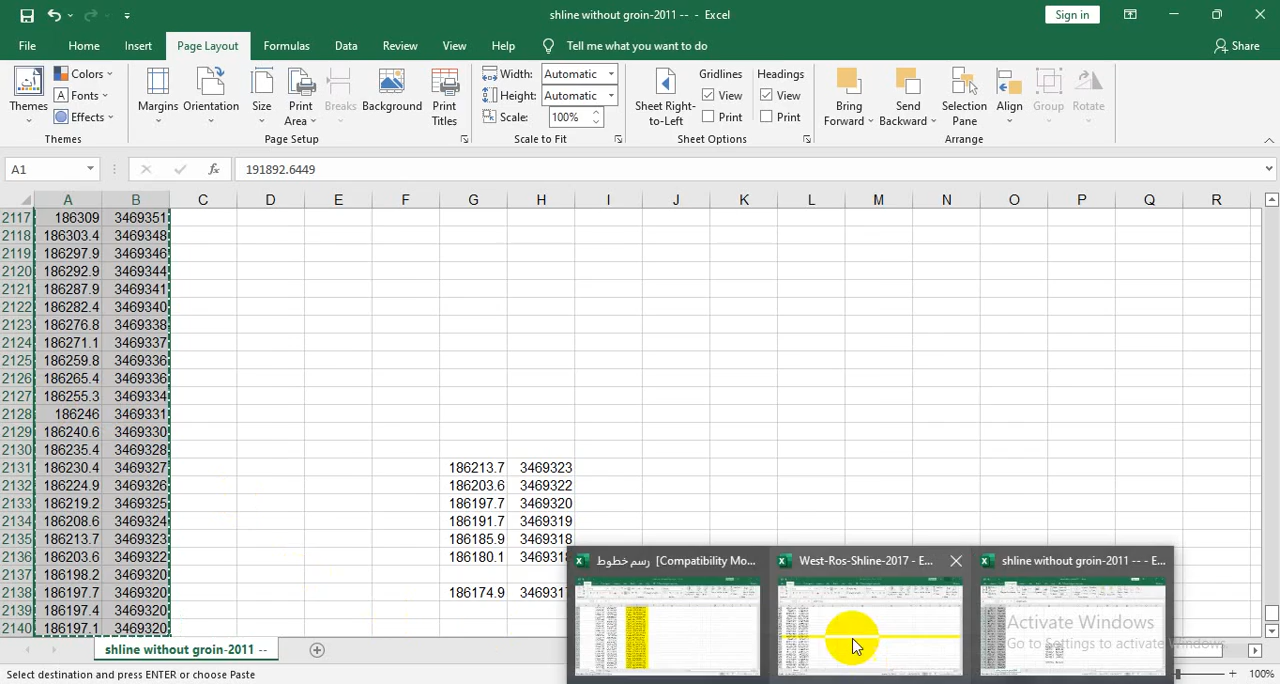 shline without groin-2011 -- - Excel
Sign in
File Home Insert Page Layout Formulas Data Review View Help Tell me what you want to do Share
Themes
Colors
Fonts
Effects
Themes
Margins Orientation Size Print Area Breaks Background Print Titles
Page Setup
Width: Automatic
Height: Automatic
Scale: 100%
Scale to Fit
Gridlines Headings
View View
Print Print
Sheet Right-to-Left
Sheet Options
Bring Forward Send Backward Selection Pane Align Group Rotate
Arrange
A1 fx 191892.6449
A B C D E F G H I J K L M N O P Q R
2117 186309 3469351
2118 186303.4 3469348
2119 186297.9 3469346
2120 186292.9 3469344
2121 186287.9 3469341
2122 186282.4 3469340
2123 186276.8 3469338
2124 186271.1 3469337
2125 186259.8 3469336
2126 186265.4 3469336
2127 186255.3 3469334
2128 186246 3469331
2129 186240.6 3469330
2130 186235.4 3469328
2131 186230.4 3469327 186213.7 3469323
2132 186224.9 3469326 186203.6 3469322
2133 186219.2 3469325 186197.7 3469320
2134 186208.6 3469324 186191.7 3469319
2135 186213.7 3469323 186185.9 3469318
2136 186203.6 3469322 186180.1
2137 186198.2 3469320
3469320 186174.9
2139 186197.4 3469320
2140 186197.1 3469320
رسم خطوط [Compatibility Mo...
West-Ros-Shline-2017 - E...
shline without groin-2011 -- - E...
Activate Windows
Go to Settings to activate Windows.
shline without groin-2011 --
Select destination and press ENTER or choose Paste
100%